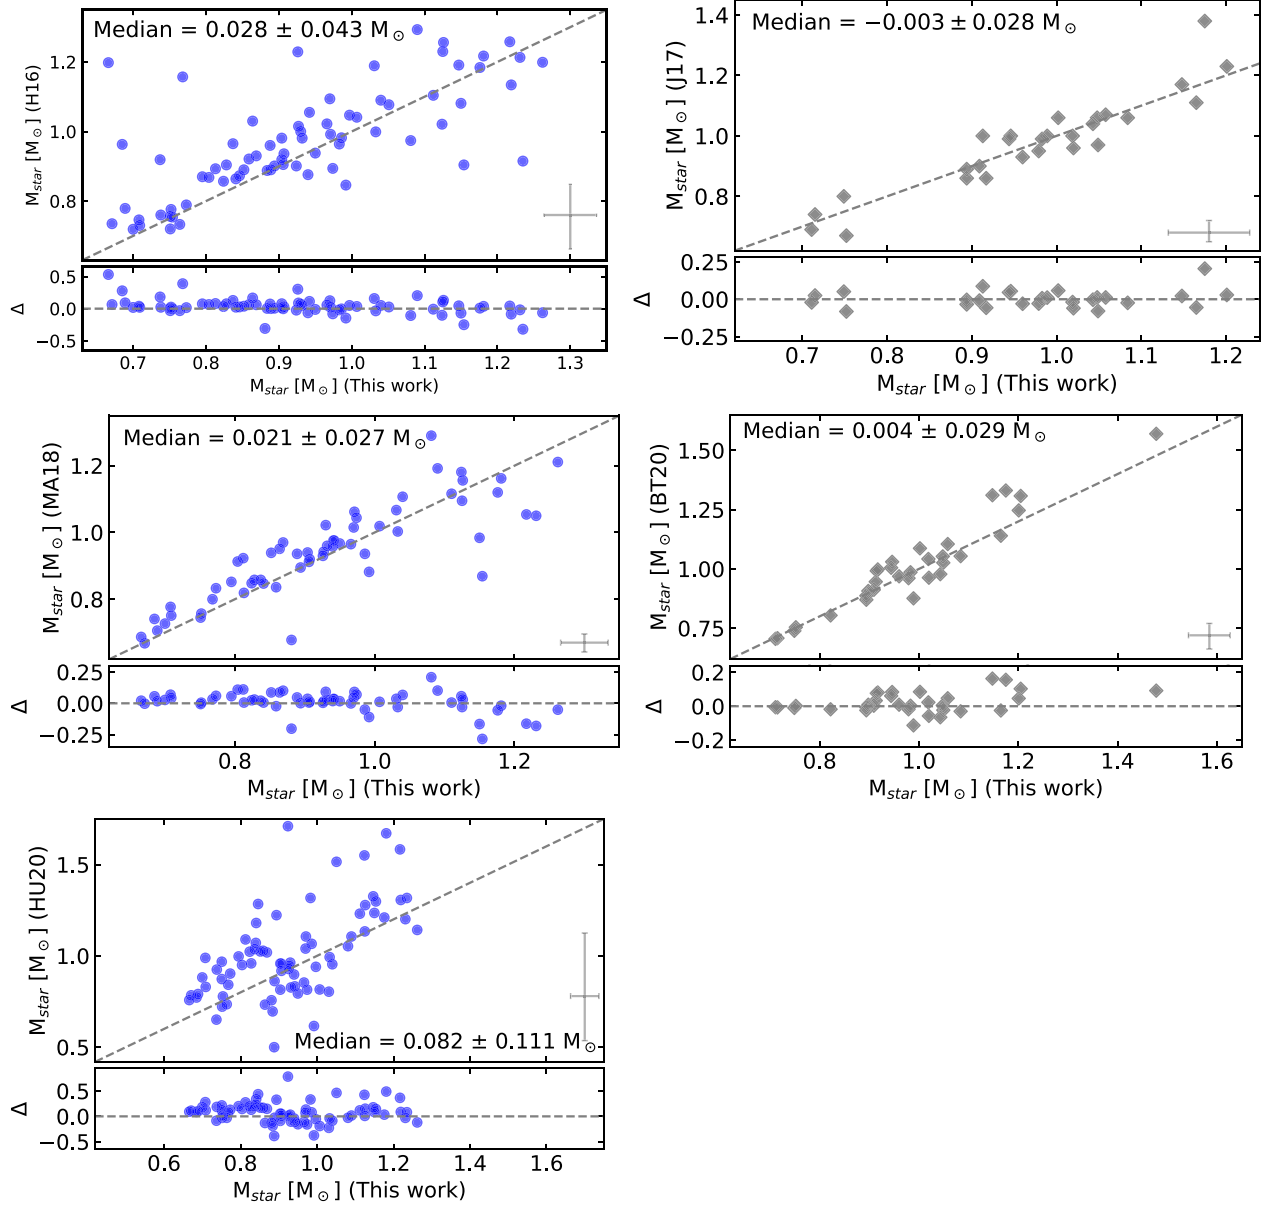 Median = 0.028 ± 0.043 M⊙
M_star [M⊙] (H16)
1.2
1.0
0.8
Δ
0.5
0.0
−0.5
0.7 0.8 0.9 1.0 1.1 1.2 1.3
M_star [M⊙] (This work)
Median = −0.003 ± 0.028 M⊙
M_star [M⊙] (J17)
1.4
1.2
1.0
0.8
Δ
0.25
0.00
−0.25
0.7 0.8 0.9 1.0 1.1 1.2
M_star [M⊙] (This work)
Median = 0.021 ± 0.027 M⊙
M_star [M⊙] (MA18)
1.2
1.0
0.8
Δ
0.25
0.00
−0.25
0.8 1.0 1.2
M_star [M⊙] (This work)
Median = 0.004 ± 0.029 M⊙
M_star [M⊙] (BT20)
1.50
1.25
1.00
0.75
Δ
0.2
0.0
−0.2
0.8 1.0 1.2 1.4 1.6
M_star [M⊙] (This work)
M_star [M⊙] (HU20)
1.5
1.0
0.5
Median = 0.082 ± 0.111 M⊙
Δ
0.5
0.0
−0.5
0.6 0.8 1.0 1.2 1.4 1.6
M_star [M⊙] (This work)